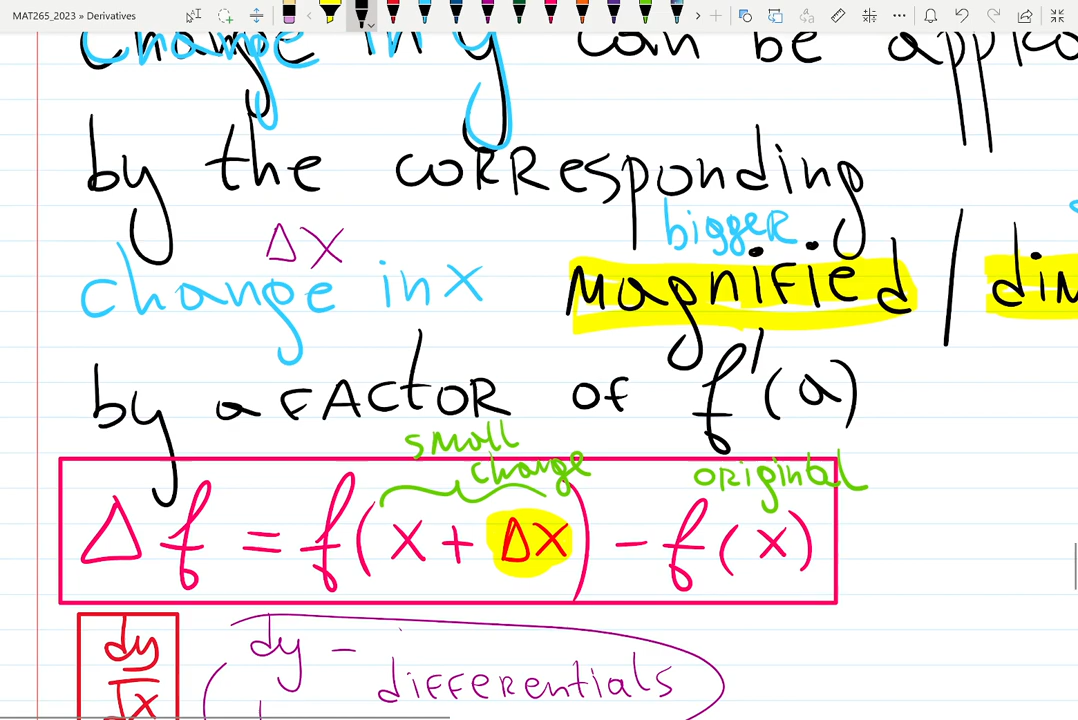 MAT265_2023 » Derivatives
change in y can be
by the corresponding
Δx
bigger
change in x magnified /
by a factor of f'(a)
small
change
original
Δf = f(x + Δx) - f(x)
dy
dx
dy -
differentials